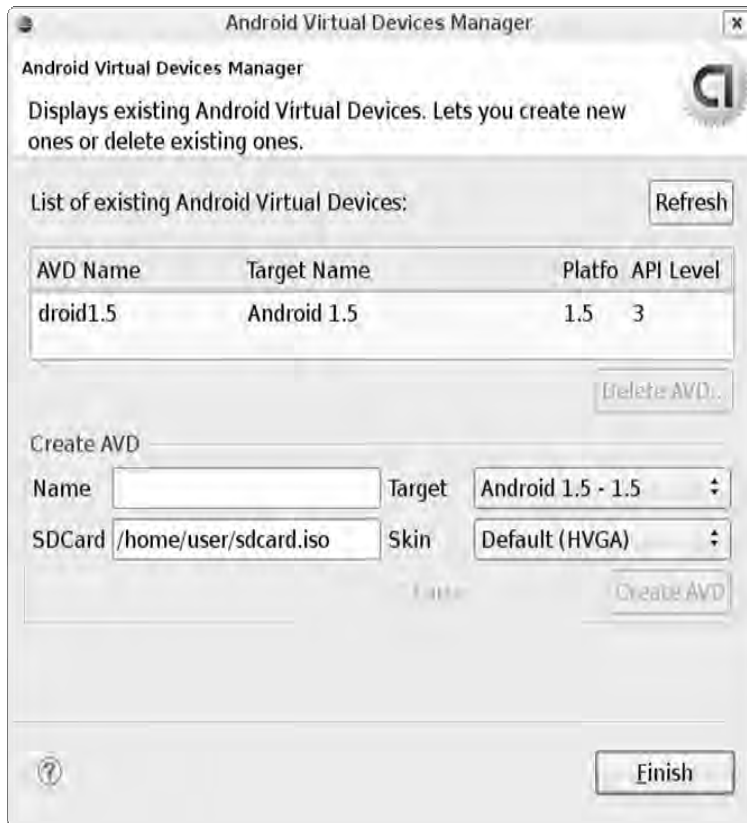 Android Virtual Devices Manager
Android Virtual Devices Manager
Displays existing Android Virtual Devices. Lets you create new
ones or delete existing ones.
List of existing Android Virtual Devices:
Refresh
AVD Name Target Name Platfo API Level
droid1.5 Android 1.5 1.5 3
Delete AVD..
Create AVD
Name Target Android 1.5 - 1.5
SDCard /home/user/sdcard.iso Skin Default (HVGA)
Create AVD
Finish